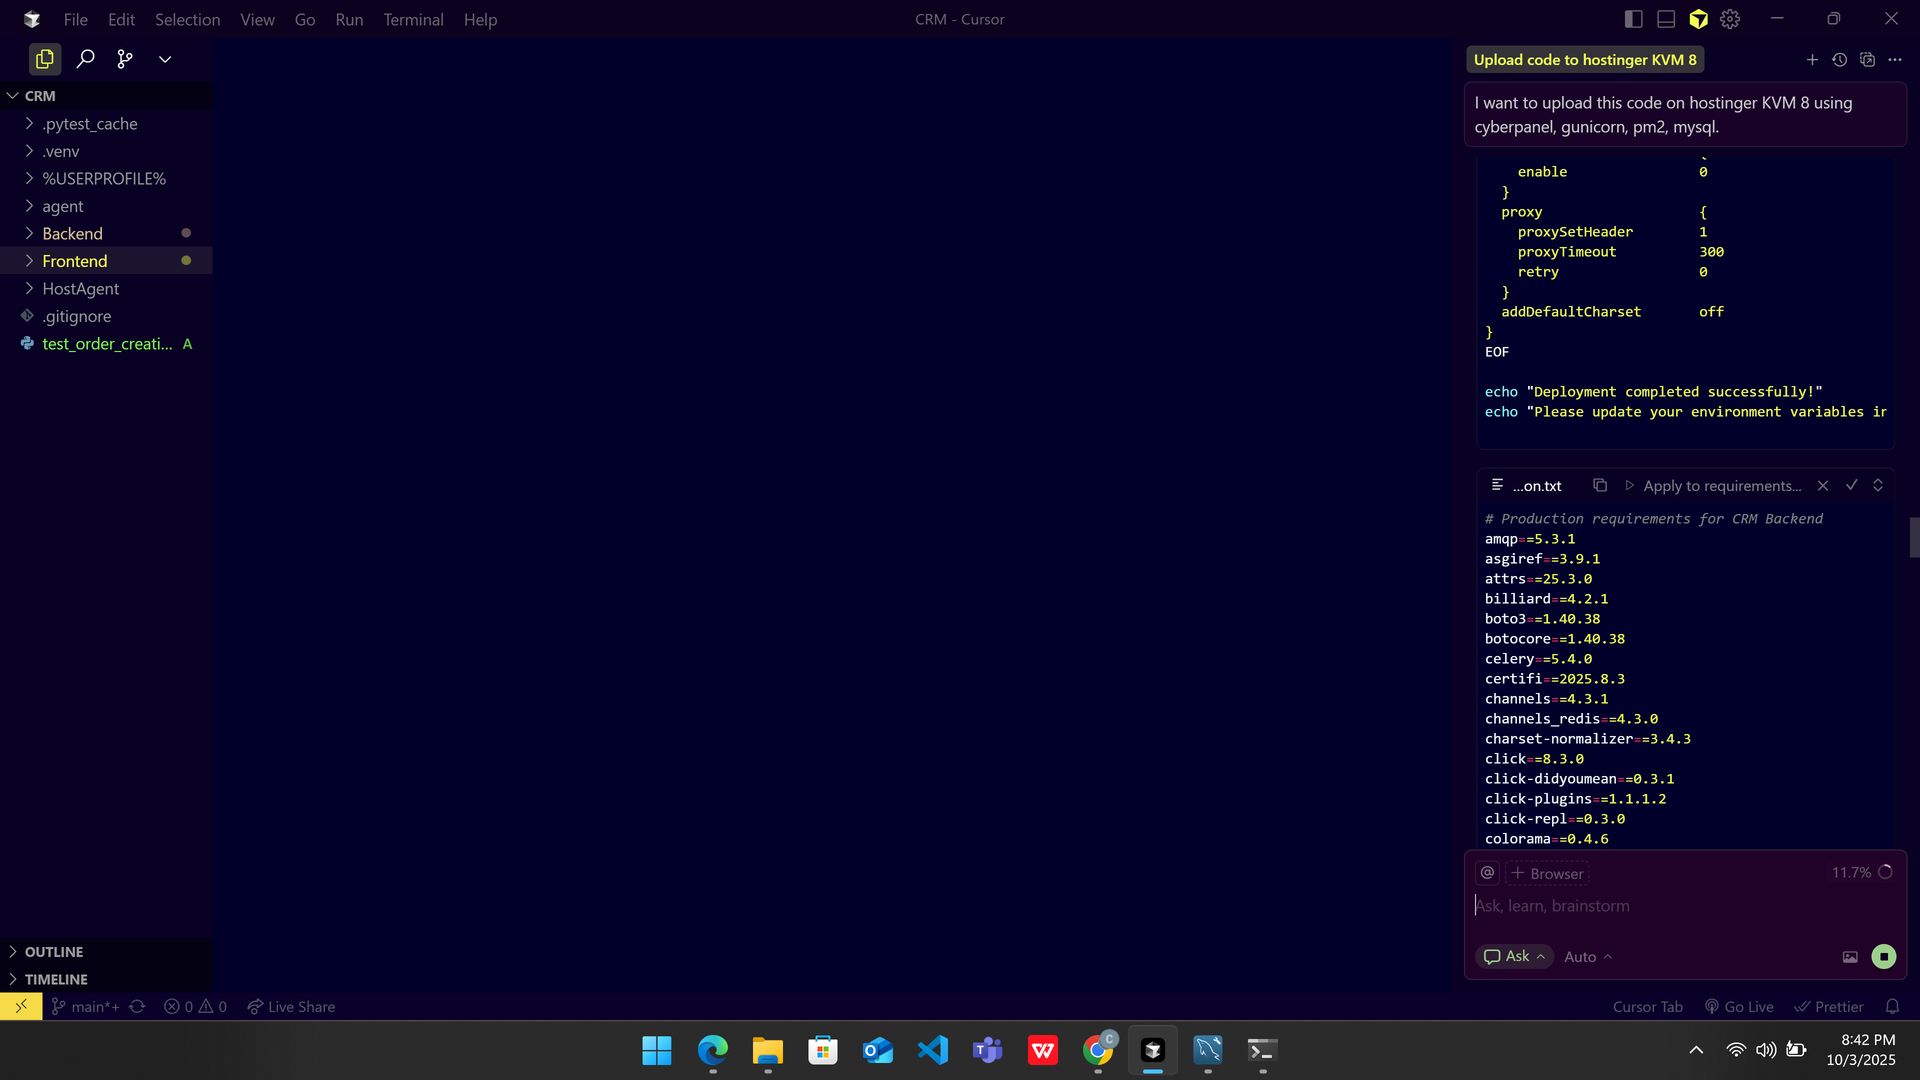 File Edit Selection View Go Run Terminal Help
CRM - Cursor
CRM
.pytest_cache
.venv
%USERPROFILE%
agent
Backend
Frontend
HostAgent
.gitignore
test_order_creati... A
OUTLINE
TIMELINE
Upload code to hostinger KVM 8
I want to upload this code on hostinger KVM 8 using
cyberpanel, gunicorn, pm2, mysql.
enable 0
}
proxy {
proxySetHeader 1
proxyTimeout 300
retry 0
}
addDefaultCharset off
}
EOF
echo "Deployment completed successfully!"
echo "Please update your environment variables in
...on.txt Apply to requirements...
# Production requirements for CRM Backend
amqp==5.3.1
asgiref==3.9.1
attrs==25.3.0
billiard==4.2.1
boto3==1.40.38
botocore==1.40.38
celery==5.4.0
certifi==2025.8.3
channels==4.3.1
channels_redis==4.3.0
charset-normalizer==3.4.3
click==8.3.0
click-didyoumean==0.3.1
click-plugins==1.1.1.2
click-repl==0.3.0
colorama==0.4.6
@ + Browser 11.7%
Ask, learn, brainstorm
Ask Auto
main*+ 0 0 Live Share
Cursor Tab Go Live Prettier
8:42 PM
10/3/2025